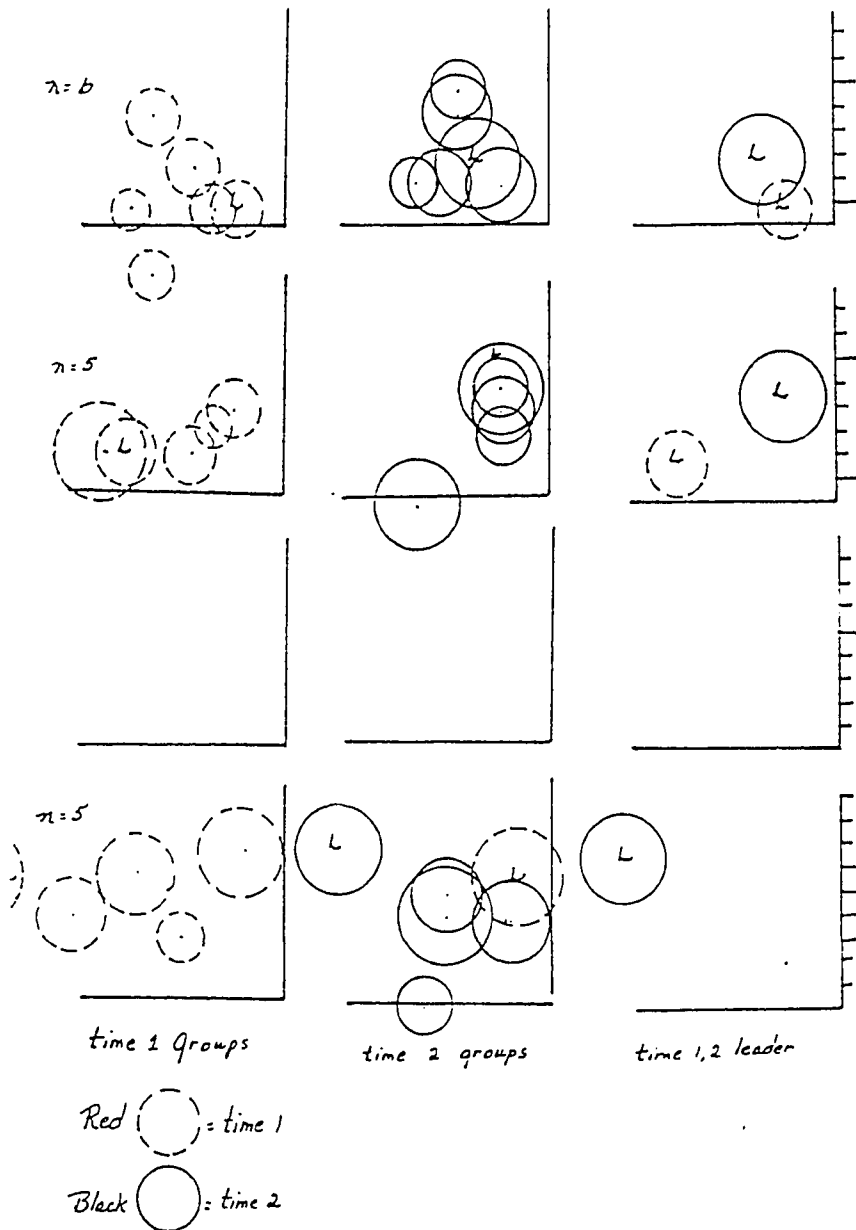 n=6
L
L
L
n=5
L
L
L
L
n=5
L
L
L
time 1 Groups
time 2 groups
time 1,2 leader
Red = time 1
Black = time 2